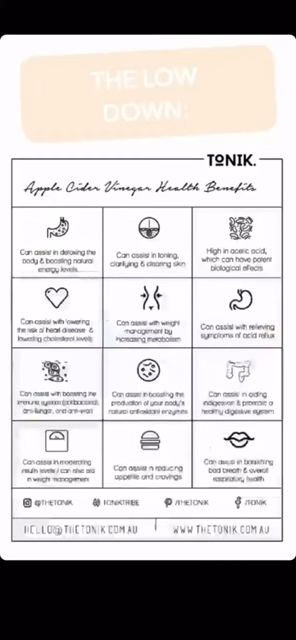 THE LOW
DOWN:
TONIK.
Apple Cider Vinegar Health Benefits
Can assist in detoxing the
body & boosting natural
energy levels
Can assist in toning,
clarifying & clearing skin
High in acetic acid,
which can have potent
biological effects
Can assist with lowering
the risk of heart disease &
lowering cholesterol levels
Can assist with weight
management by
increasing metabolism
Can assist with relieving
symptoms of acid reflux
Can assist with boosting the
immune system (antibacterial,
anti-fungal, and anti-viral)
Can assist in boosting the
production of your body's
natural antioxidant enzymes
Can assist in aiding
indigestion & promote a
healthy digestive system
Can assist in moderating
insulin levels / can also aid
in weight management
Can assist in reducing
appetite and cravings
Can assist in banishing
bad breath & overall
respiratory health
@THETONIK
@TONIKTRIBE
/THETONIK
/TONIK
HELLO@THETONIK.COM.AU
WWW.THETONIK.COM.AU